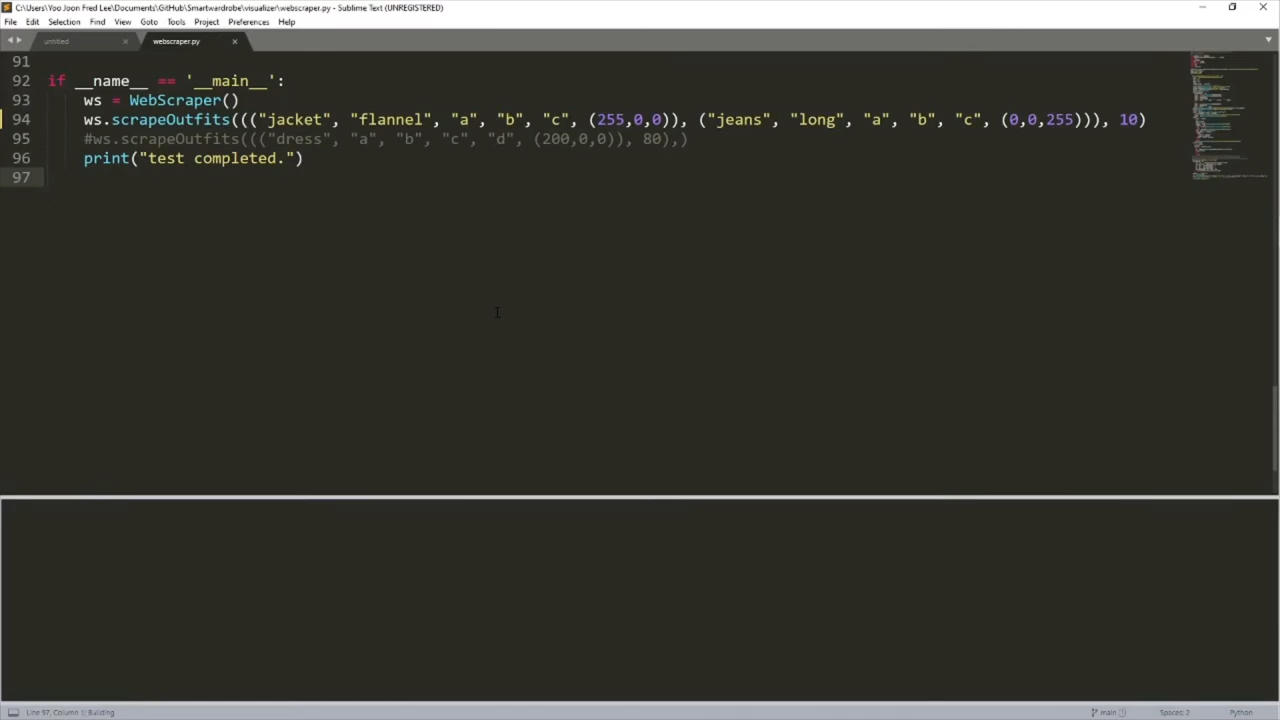 C:\Users\Yoo Joon Fred Lee\Documents\GitHub\Smartwardrobe\visualizer\webscraper.py - Sublime Text (UNREGISTERED)
File Edit Selection Find View Goto Tools Project Preferences Help
untitled webscraper.py
91
92 if __name__ == '__main__':
93 ws = WebScraper()
94 ws.scrapeOutfits((("jacket", "flannel", "a", "b", "c", (255,0,0)), ("jeans", "long", "a", "b", "c", (0,0,255))), 10)
95 #ws.scrapeOutfits((("dress", "a", "b", "c", "d", (200,0,0)), 80),)
96 print("test completed.")
97
Line 97, Column 1; Building main 1 Spaces: 2 Python